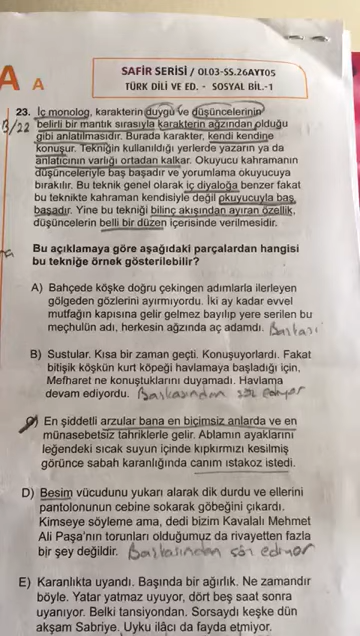 A A
SAFİR SERİSİ / 0L03-SS.26AYT05
TÜRK DİLİ VE ED. - SOSYAL BİL.-1
23. İç monolog, karakterin duygu ve düşüncelerinin
B/22 belirli bir mantık sırasıyla karakterin ağzından olduğu
gibi anlatılmasıdır. Burada karakter, kendi kendine
konuşur. Tekniğin kullanıldığı yerlerde yazarın ya da
anlatıcının varlığı ortadan kalkar. Okuyucu kahramanın
düşünceleriyle baş başadır ve yorumlama okuyucuya
bırakılır. Bu teknik genel olarak iç diyaloğa benzer fakat
bu teknikte kahraman kendisiyle değil okuyucuyla baş
başadır. Yine bu tekniği bilinç akışından ayıran özellik,
düşüncelerin belli bir düzen içerisinde verilmesidir.
Bu açıklamaya göre aşağıdaki parçalardan hangisi
bu tekniğe örnek gösterilebilir?
A) Bahçede köşke doğru çekingen adımlarla ilerleyen
gölgeden gözlerini ayırmıyordu. İki ay kadar evvel
mutfağın kapısına gelir gelmez bayılıp yere serilen bu
meçhulün adı, herkesin ağzında aç adamdı.
B) Sustular. Kısa bir zaman geçti. Konuşuyorlardı. Fakat
bitişik köşkün kurt köpeği havlamaya başladığı için,
Mefharet ne konuştuklarını duyamadı. Havlama
devam ediyordu. Başkasından söz ediyor
C) En şiddetli arzular bana en biçimsiz anlarda ve en
münasebetsiz tahriklerle gelir. Ablamın ayaklarını
leğendeki sıcak suyun içinde kıpkırmızı kesilmiş
görünce sabah karanlığında canım ıstakoz istedi.
D) Besim vücudunu yukarı alarak dik durdu ve ellerini
pantolonunun cebine sokarak göbeğini çıkardı.
Kimseye söyleme ama, dedi bizim Kavalalı Mehmet
Ali Paşa'nın torunları olduğumuz da rivayetten fazla
bir şey değildir. Başkasından söz ediyor
E) Karanlıkta uyandı. Başında bir ağırlık. Ne zamandır
böyle. Yatar yatmaz uyuyor, dört beş saat sonra
uyanıyor. Belki tansiyondan. Sorsaydı keşke dün
akşam Sabriye. Uyku ilâcı da fayda etmiyor.